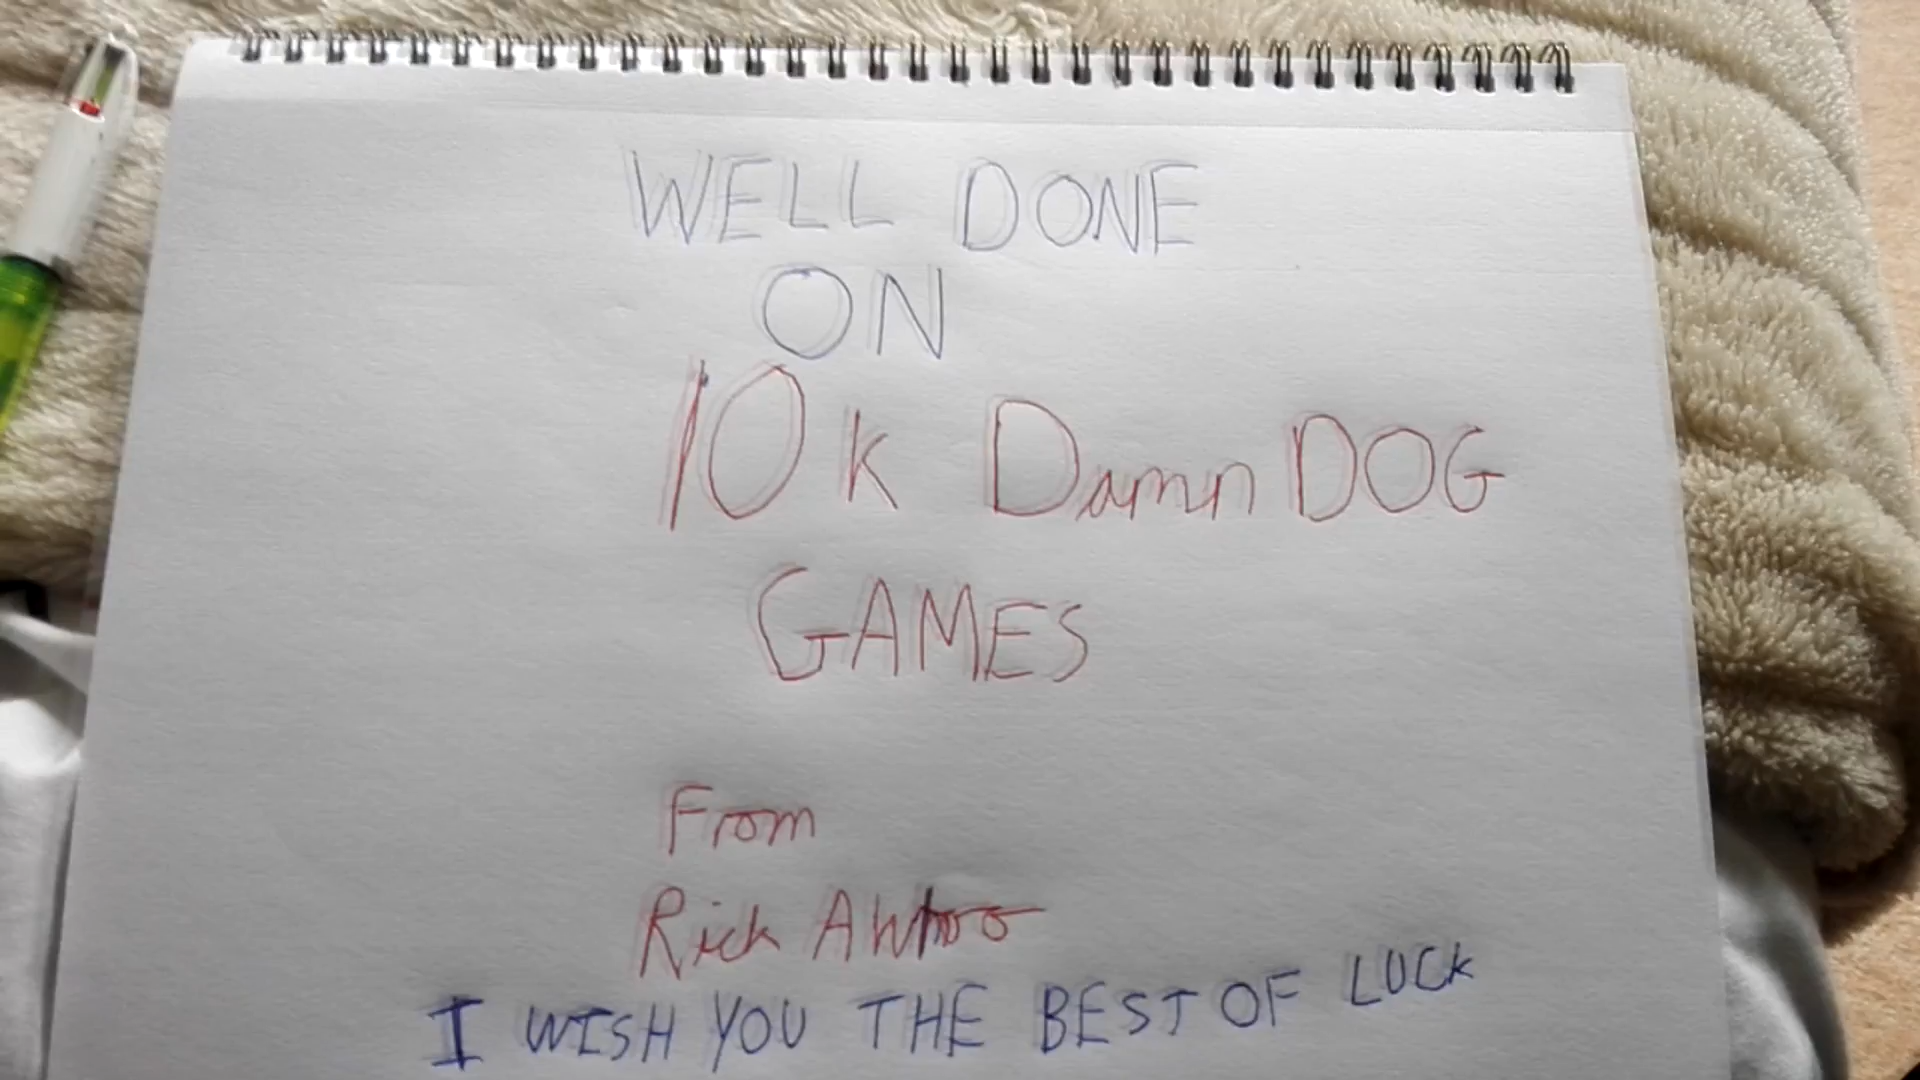 WELL DONE
ON
10K Damn DOG
GAMES
From
Rick
I WISH YOU THE BEST OF LUCK